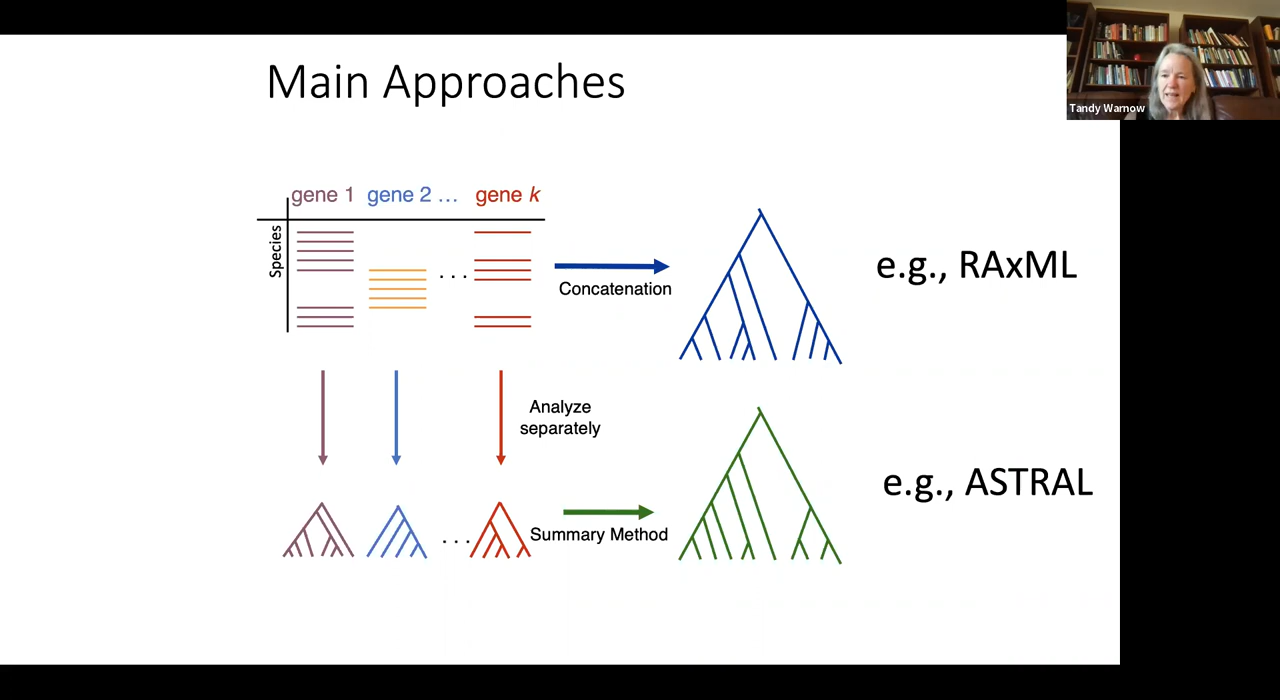 Main Approaches
Tandy Warnow
gene 1 gene 2 ... gene k
Species
. . .
Concatenation
e.g., RAxML
Analyze
separately
. . .
Summary Method
e.g., ASTRAL